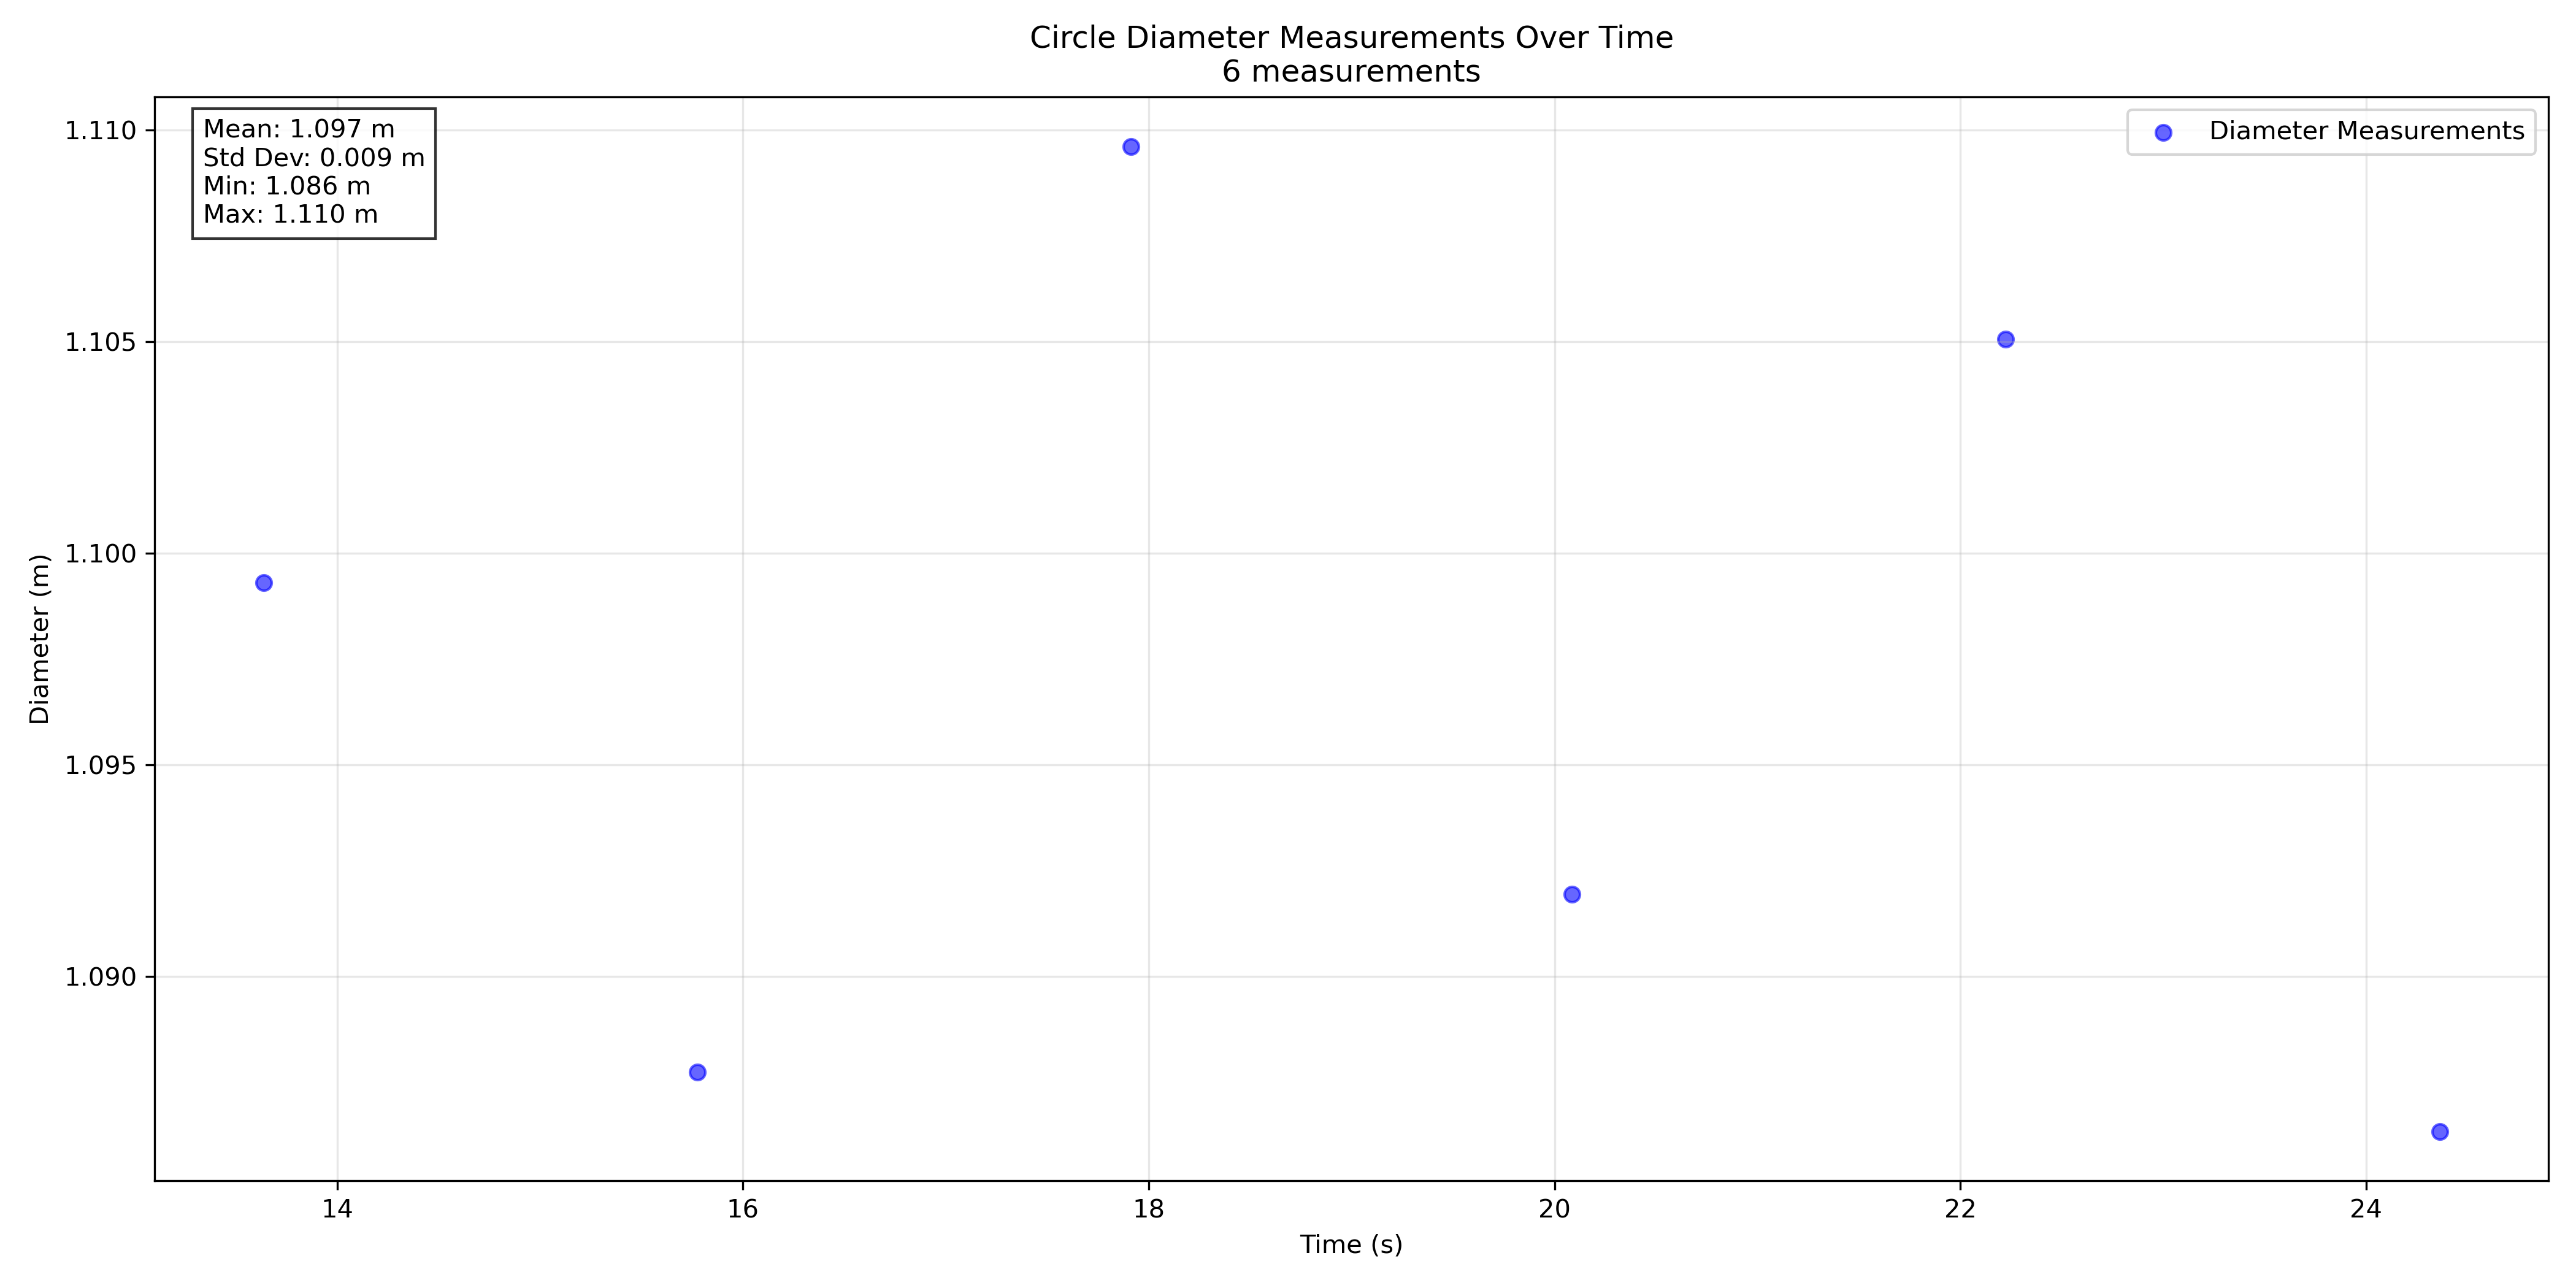 Circle Diameter Measurements Over Time
6 measurements
Mean: 1.097 m
Std Dev: 0.009 m
Min: 1.086 m
Max: 1.110 m
Diameter Measurements
Diameter (m)
1.110
1.105
1.100
1.095
1.090
14 16 18 20 22 24
Time (s)